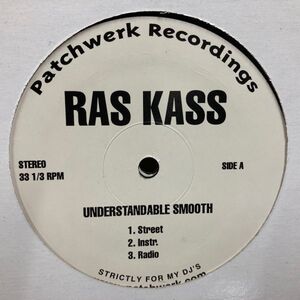 Patchwerk Recordings
RAS KASS
STEREO
33 1/3 RPM
SIDE A
UNDERSTANDABLE SMOOTH
1. Street
2. Instr.
3. Radio
STRICTLY FOR MY DJ'S